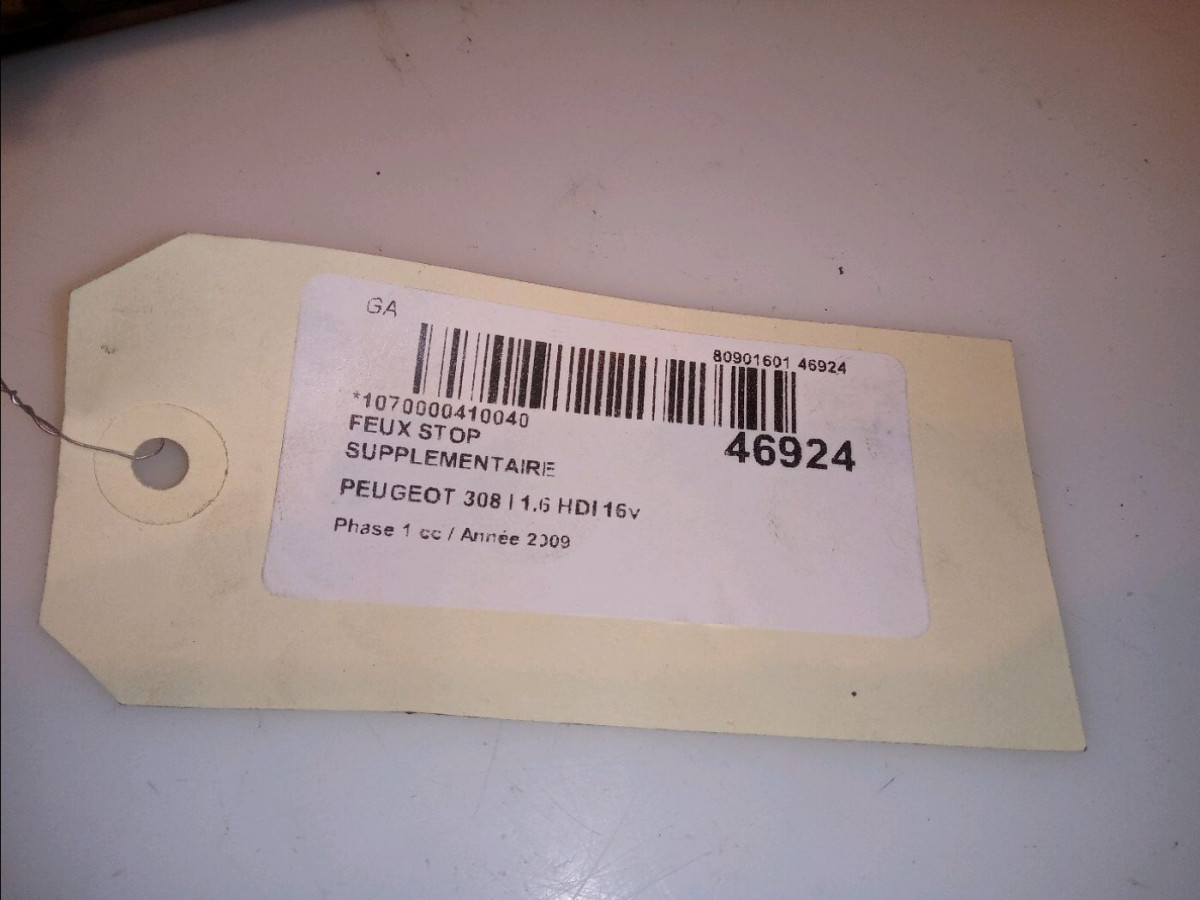 GA
80901601 46924
*1070000410040
46924
FEUX STOP
SUPPLEMENTAIRE
PEUGEOT 308 I 1.6 HDI 16v
Phase 1 cc / Année 2009